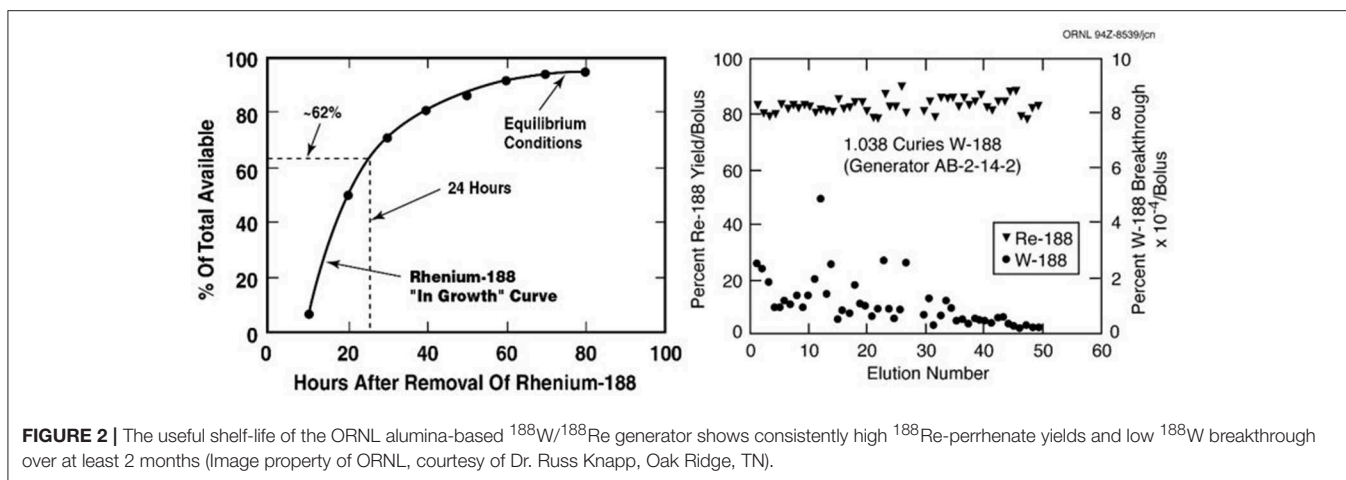 ORNL 94Z-8539/jcn
% Of Total Available
100
80
60
40
20
0
0 20 40 60 80 100
Hours After Removal Of Rhenium-188
~62%
Equilibrium
Conditions
24 Hours
Rhenium-188
"In Growth" Curve
Percent Re-188 Yield/Bolus
100
80
60
40
20
0
0 10 20 30 40 50 60
Elution Number
1.038 Curies W-188
(Generator AB-2-14-2)
Re-188
W-188
10
8
6
4
2
0
Percent W-188 Breakthrough
x 10⁻⁴/Bolus
FIGURE 2 | The useful shelf-life of the ORNL alumina-based ¹⁸⁸W/¹⁸⁸Re generator shows consistently high ¹⁸⁸Re-perrhenate yields and low ¹⁸⁸W breakthrough
over at least 2 months (Image property of ORNL, courtesy of Dr. Russ Knapp, Oak Ridge, TN).